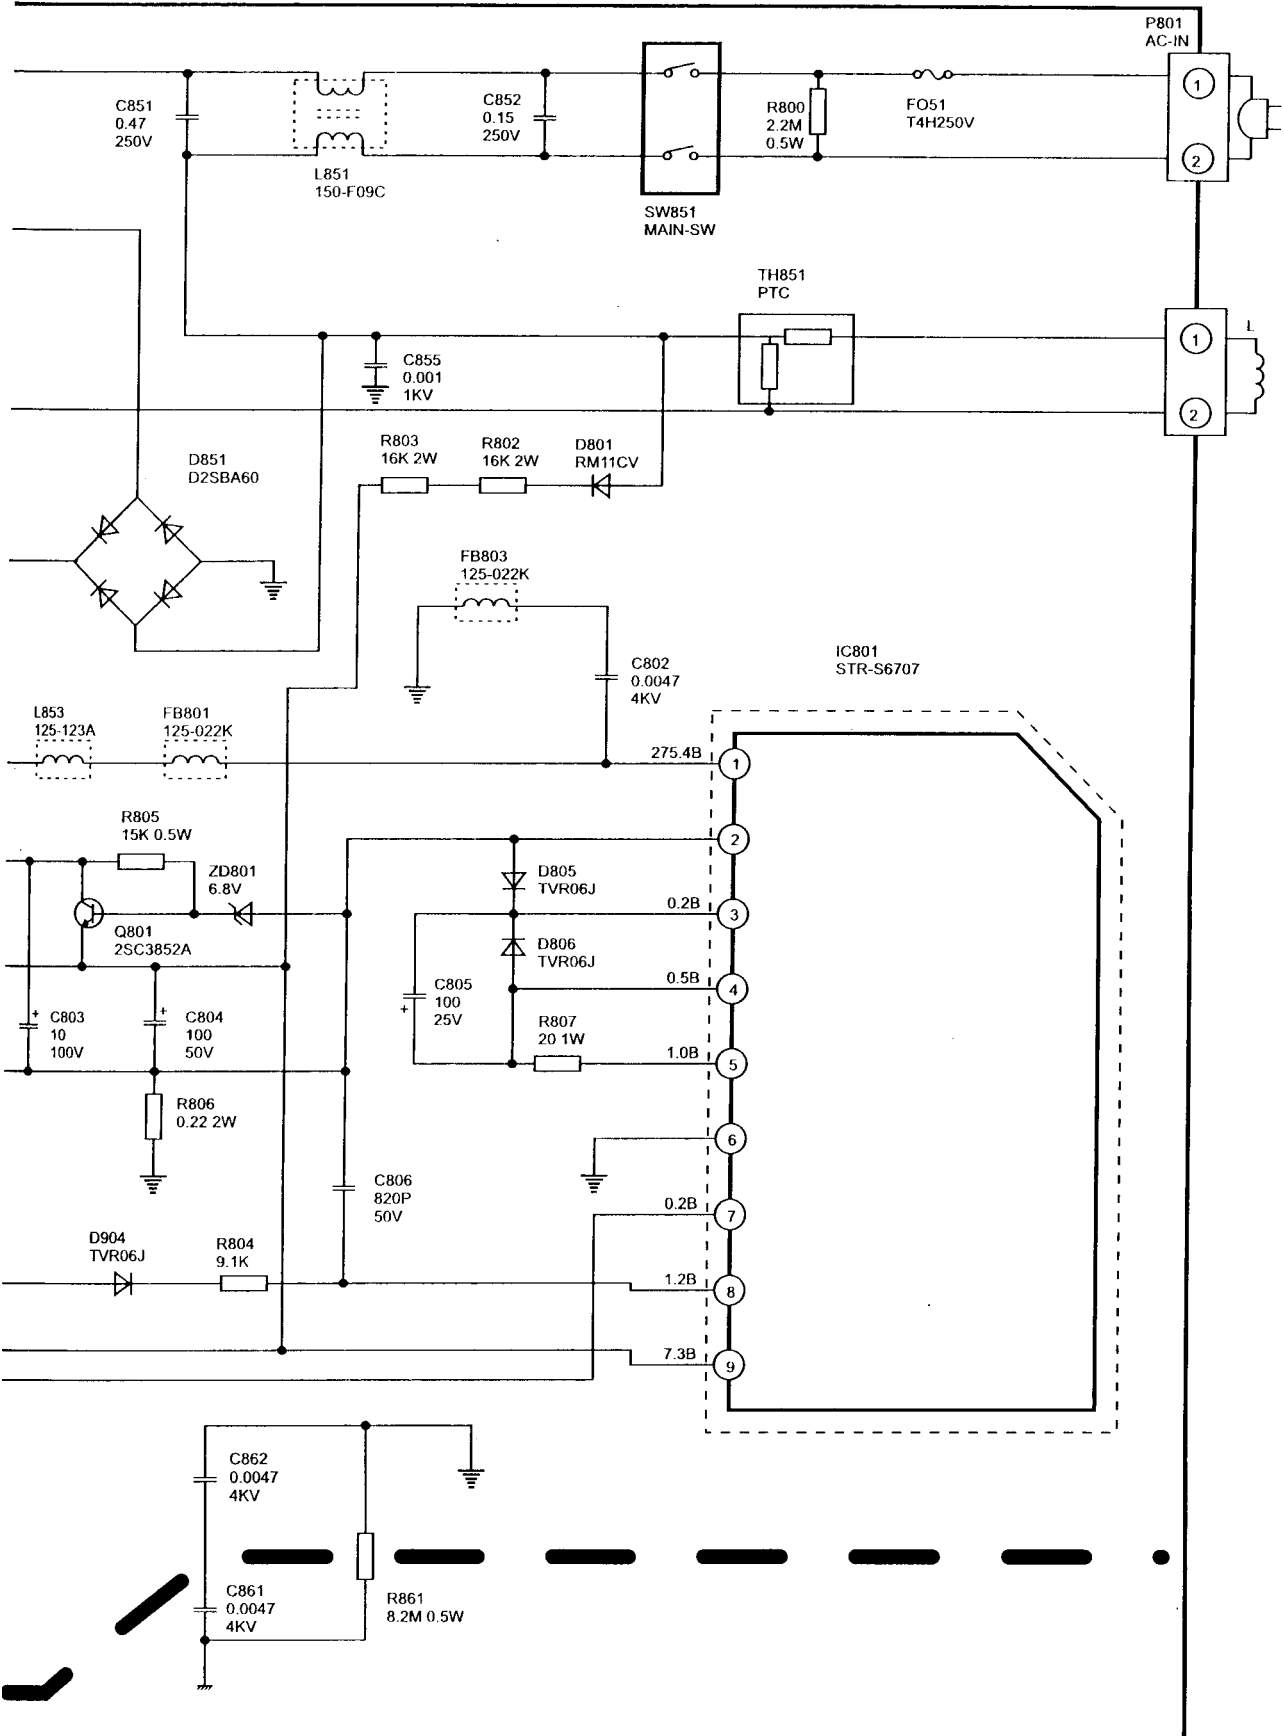 P801
AC-IN
1
2
C851
0.47
250V
L851
150-F09C
C852
0.15
250V
SW851
MAIN-SW
R800
2.2M
0.5W
FO51
T4H250V
TH851
PTC
L
1
2
C855
0.001
1KV
R803
16K 2W
R802
16K 2W
D801
RM11CV
D851
D2SBA60
FB803
125-022K
C802
0.0047
4KV
IC801
STR-S6707
L853
125-123A
FB801
125-022K
275.4B
1
R805
15K 0.5W
ZD801
6.8V
Q801
2SC3852A
D805
TVR06J
2
0.2B
3
D806
TVR06J
0.5B
4
C805
100
25V
+
R807
20 1W
1.0B
5
+
C803
10
100V
+
C804
100
50V
R806
0.22 2W
6
C806
820P
50V
0.2B
7
D904
TVR06J
R804
9.1K
1.2B
8
7.3B
9
C862
0.0047
4KV
C861
0.0047
4KV
R861
8.2M 0.5W